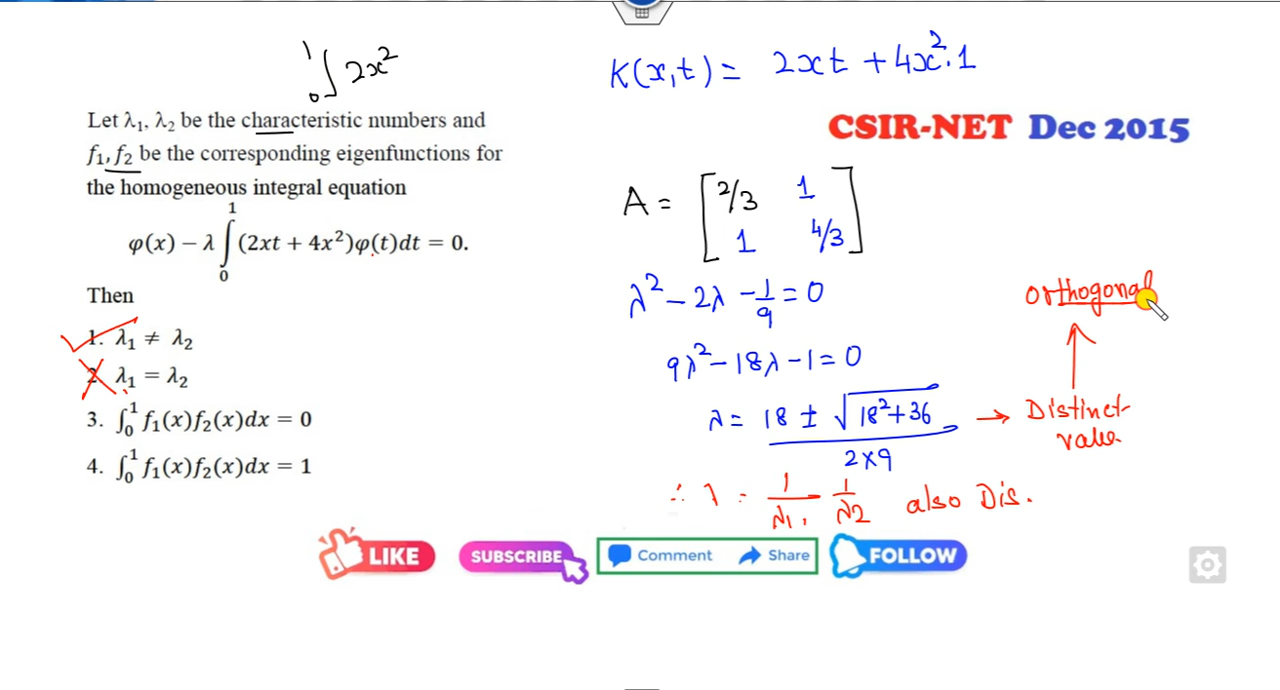 ₀∫¹ 2x²
K(x,t) = 2xt + 4x².1
Let λ₁, λ₂ be the characteristic numbers and
f₁, f₂ be the corresponding eigenfunctions for
the homogeneous integral equation
φ(x) − λ ∫₀¹ (2xt + 4x²)φ(t)dt = 0.
Then
1. λ₁ ≠ λ₂
2. λ₁ = λ₂
3. ∫₀¹ f₁(x)f₂(x)dx = 0
4. ∫₀¹ f₁(x)f₂(x)dx = 1
CSIR-NET Dec 2015
A = [2/3 1
1 4/3]
λ² − 2λ − 1/9 = 0
9λ² − 18λ − 1 = 0
λ = 18 ± √18² + 36 / 2×9
→ Distinct
value.
Orthogonal
∴ λ = 1/λ₁, 1/λ₂ also Dis.
LIKE
SUBSCRIBE
Comment
Share
FOLLOW